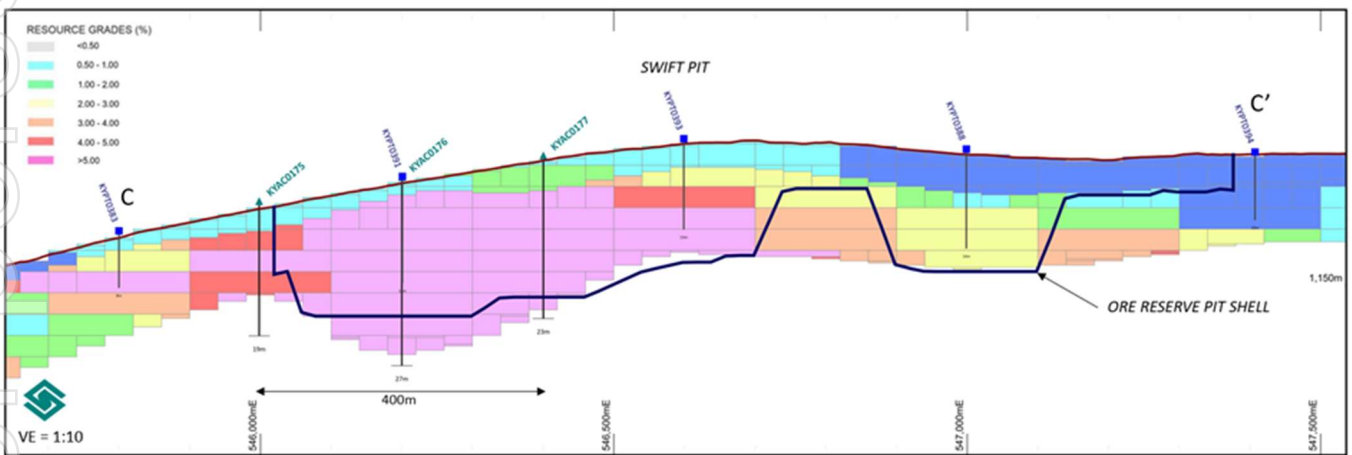 RESOURCE GRADES (%)
<0.50
0.50 - 1.00
1.00 - 2.00
2.00 - 3.00
3.00 - 4.00
4.00 - 5.00
>5.00
SWIFT PIT
C
C’
KYPT0383
KYAC0175
KYPT0391
KYAC0176
KYAC0177
KYPT0393
KYPT0388
KYPT0394
19m
27m
23m
1,150m
ORE RESERVE PIT SHELL
400m
546,000mE
546,500mE
547,000mE
547,500mE
VE = 1:10